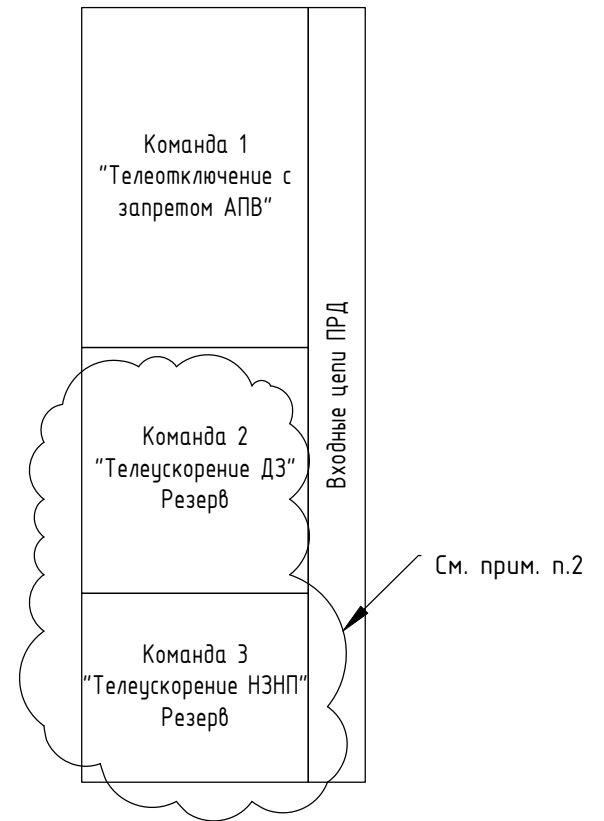 Команда 1
"Телеотключение с
запретом АПВ"
Входные цепи ПРД
Команда 2
"Телеускорение ДЗ"
Резерв
См. прим. п.2
Команда 3
"Телеускорение НЗНП"
Резерв